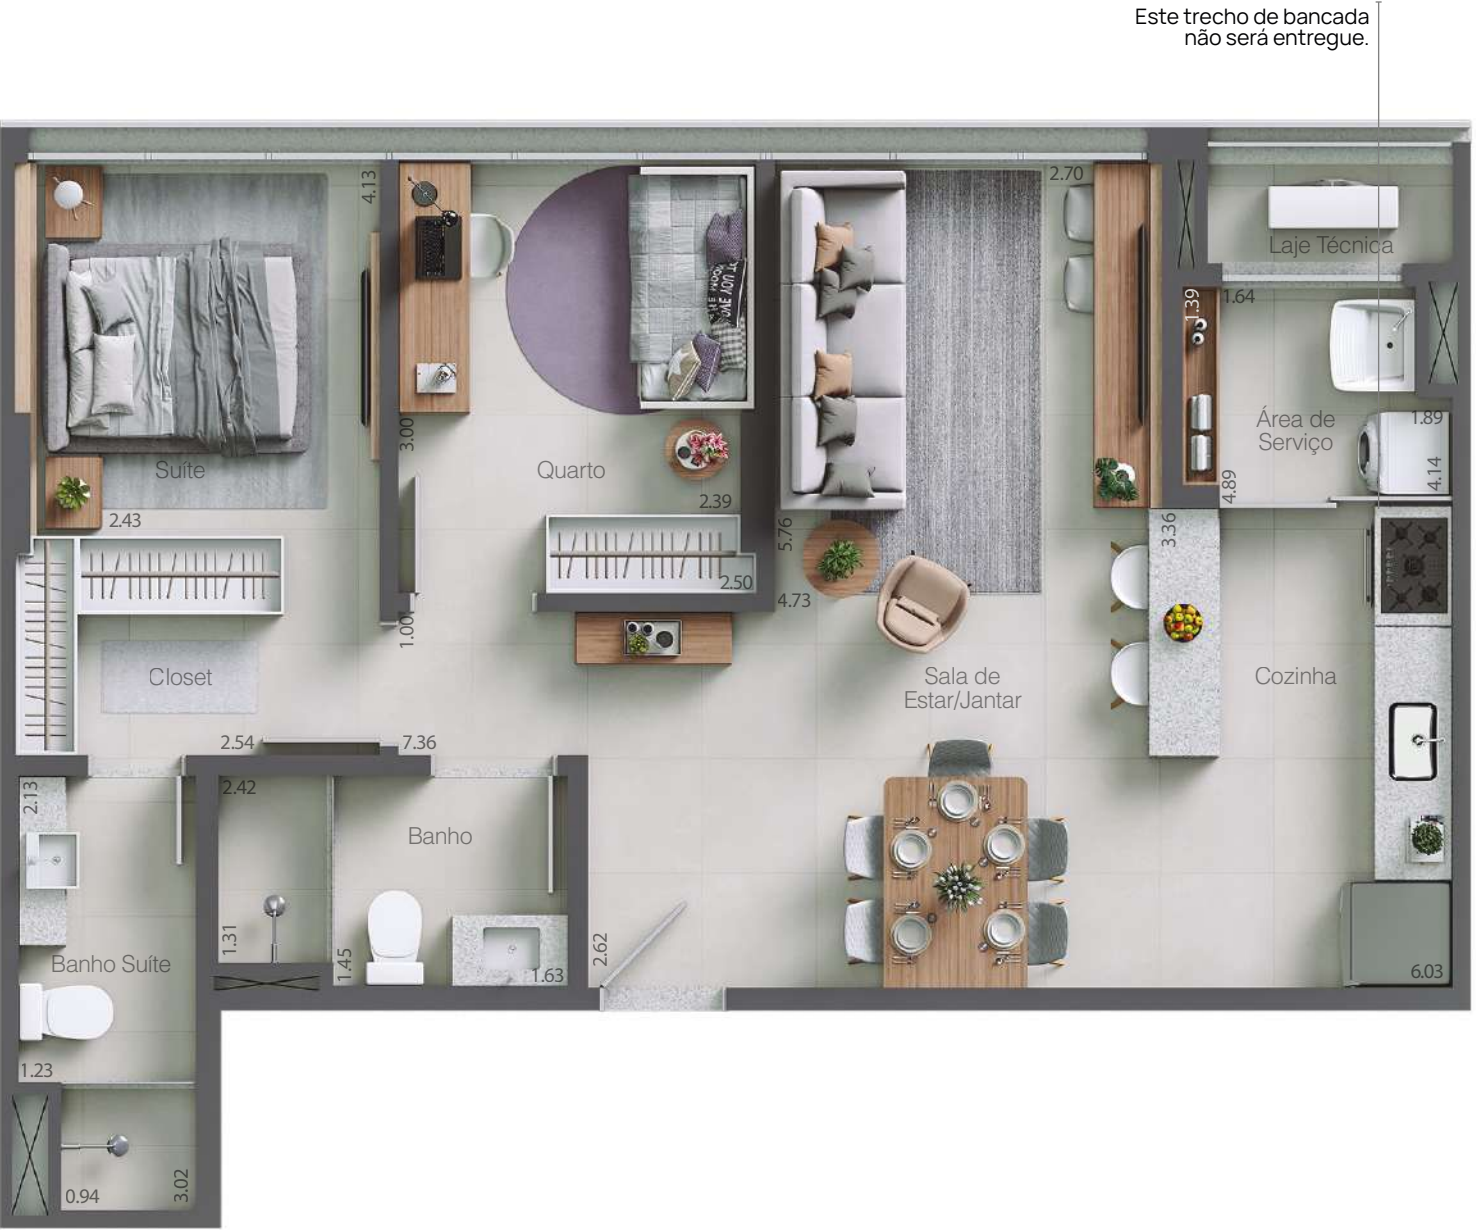 Este trecho de bancada
não será entregue.
4.13
2.70
Laje Técnica
1.39
1.64
Área de
Serviço
1.89
4.14
4.89
3.00
Suíte
Quarto
2.39
2.43
5.76
3.36
2.50
4.73
1.00
Closet
Sala de
Estar/Jantar
Cozinha
2.54
7.36
2.13
2.42
Banho
1.31
1.45
1.63
2.62
6.03
Banho Suíte
1.23
0.94
3.02